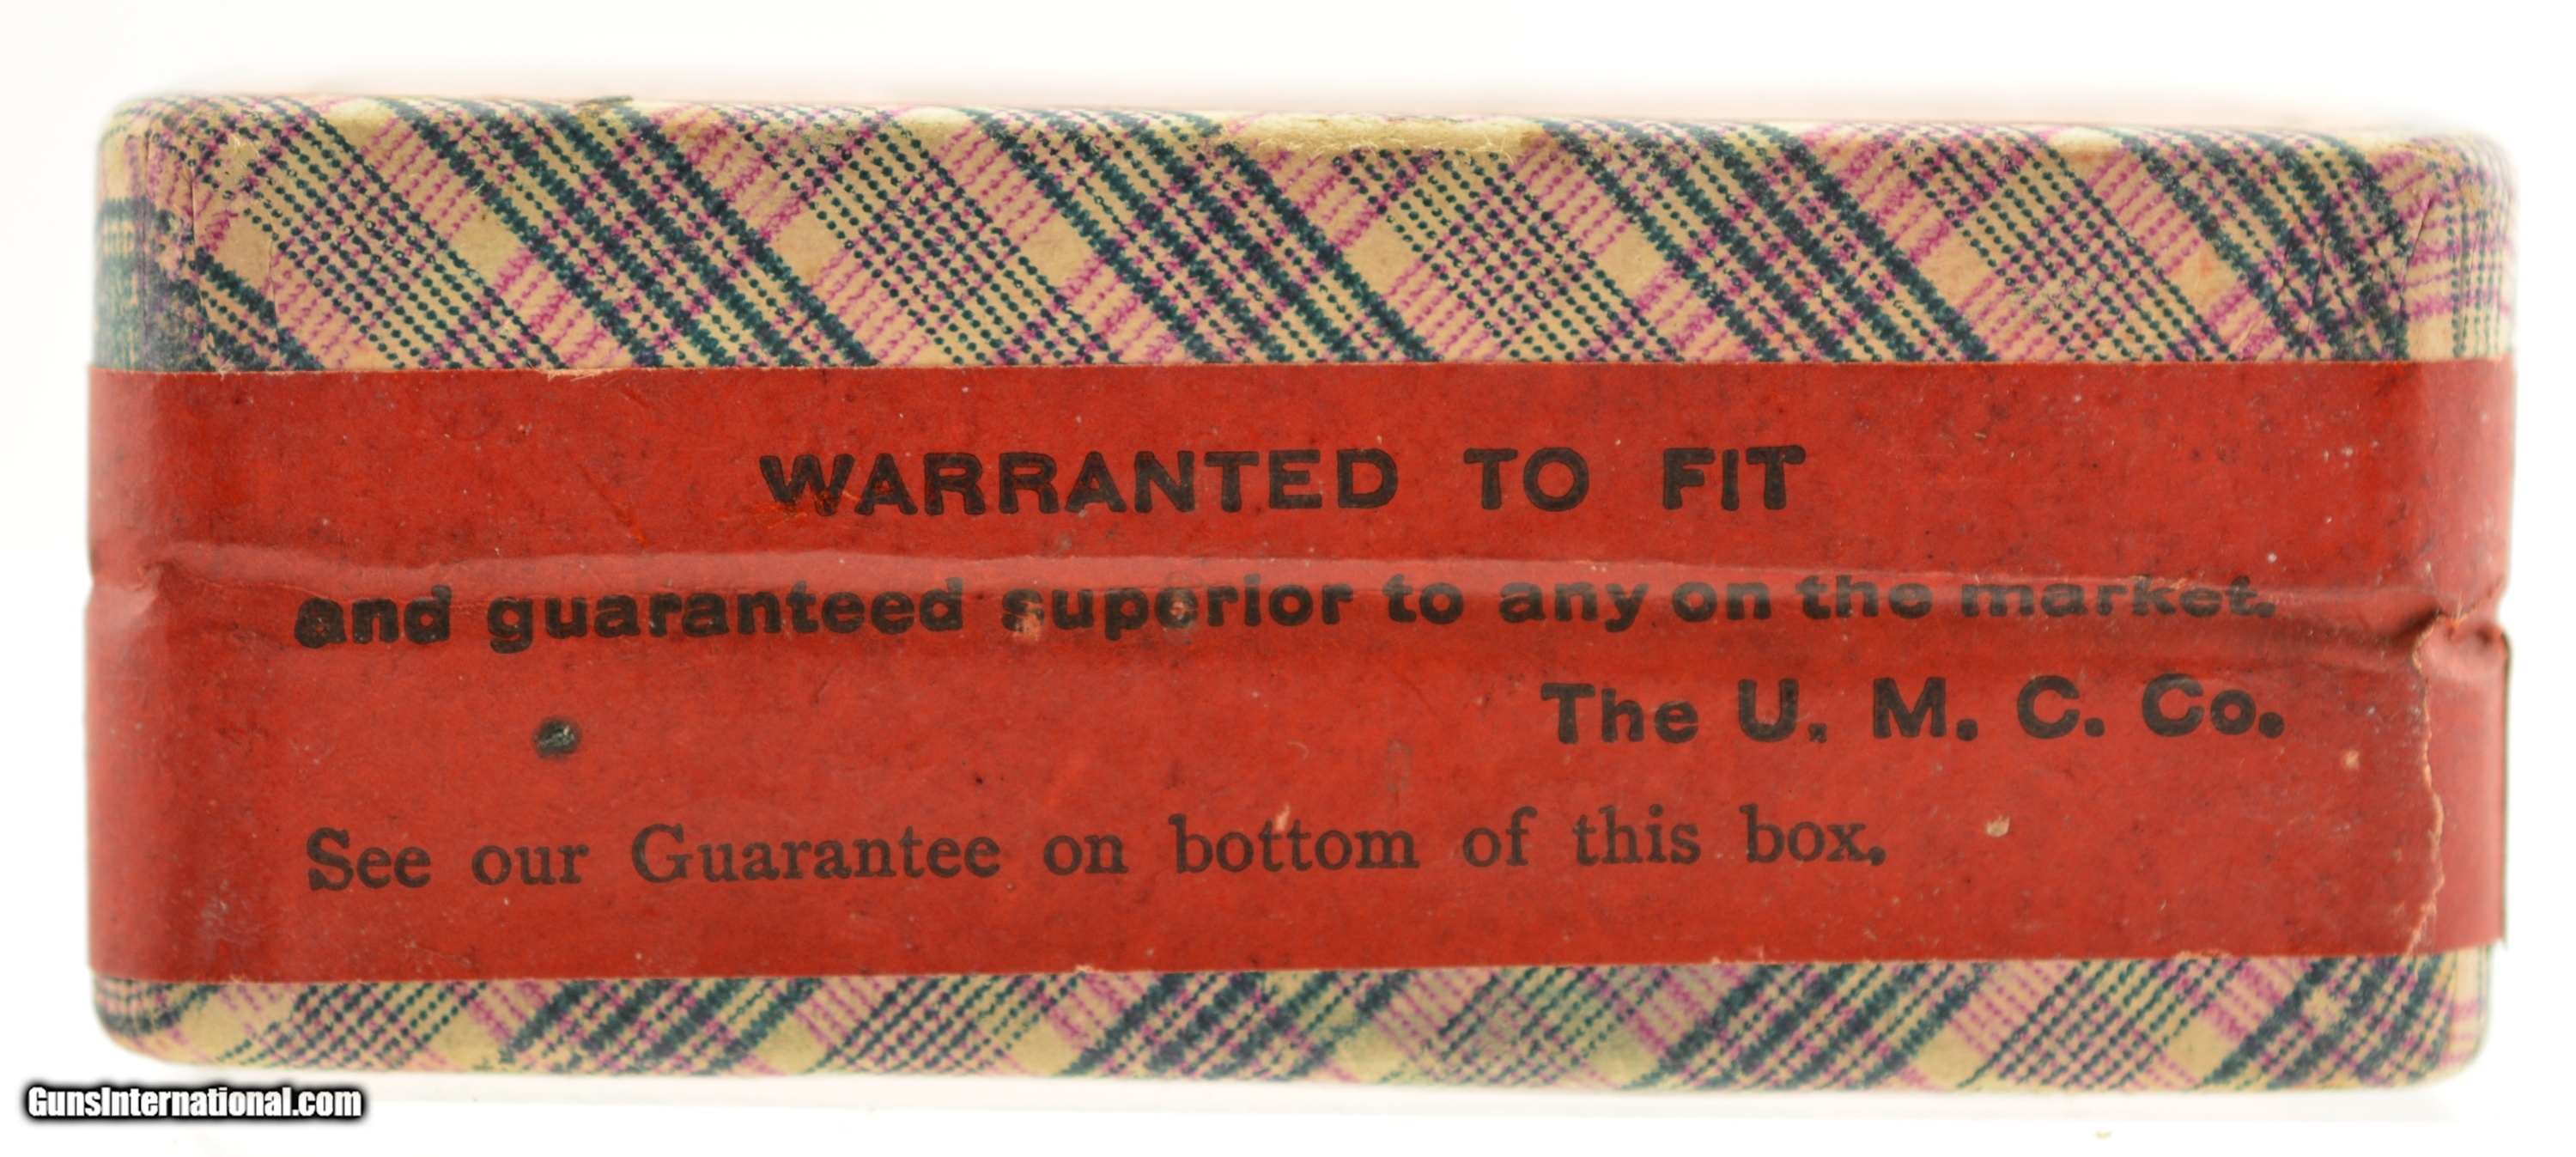 WARRANTED TO FIT
and guaranteed superior to any on the market.
The U. M. C. Co.
See our Guarantee on bottom of this box.
GunsInternational.com